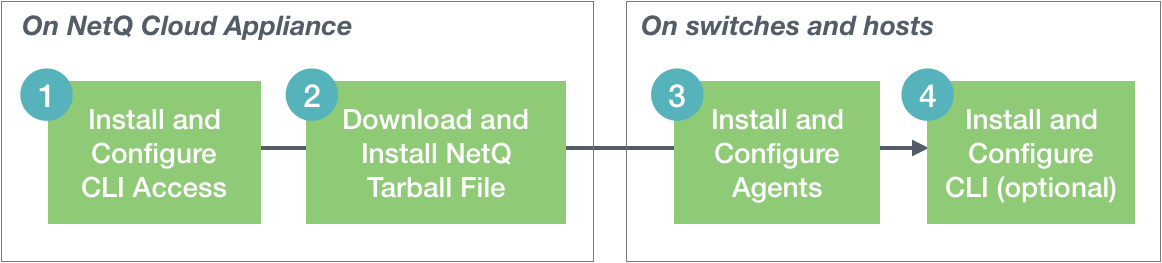 On NetQ Cloud Appliance
1
Install and
Configure
CLI Access
2
Download and
Install NetQ
Tarball File
On switches and hosts
3
Install and
Configure
Agents
4
Install and
Configure
CLI (optional)